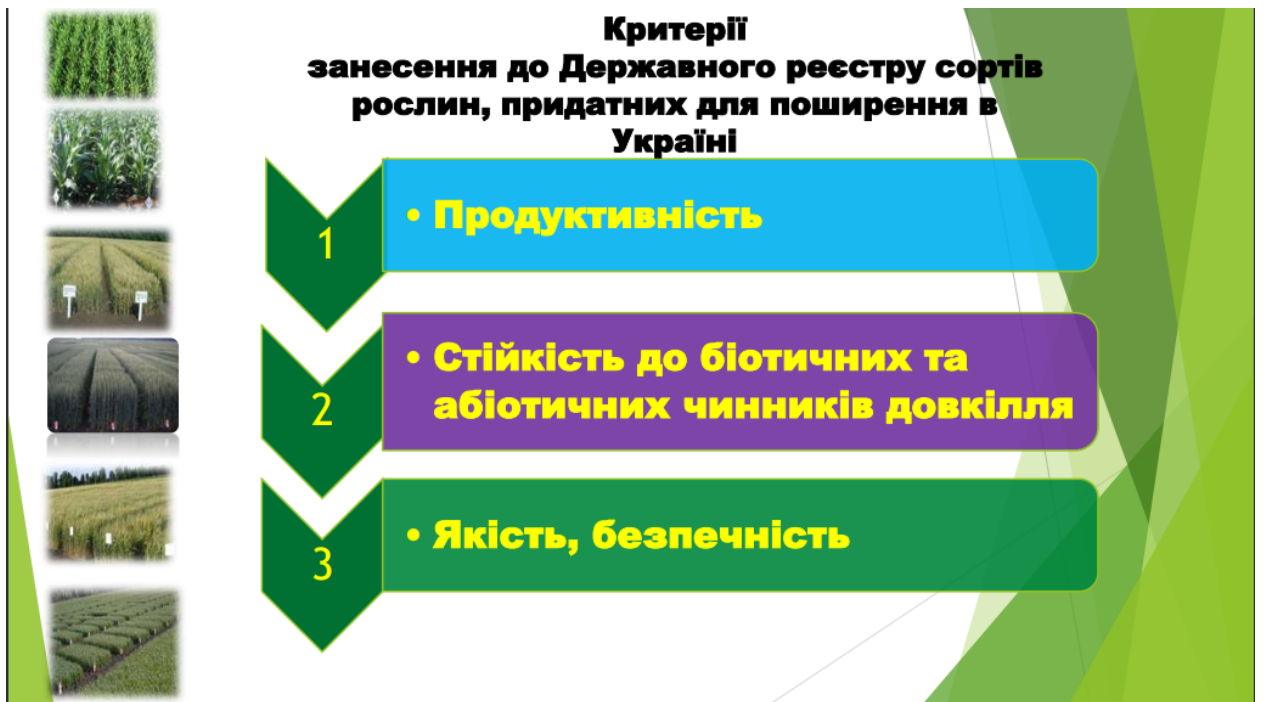 Критерії
занесення до Державного реєстру сортів
рослин, придатних для поширення в
Україні
1
• Продуктивність
2
• Стійкість до біотичних та
абіотичних чинників довкілля
3
• Якість, безпечність